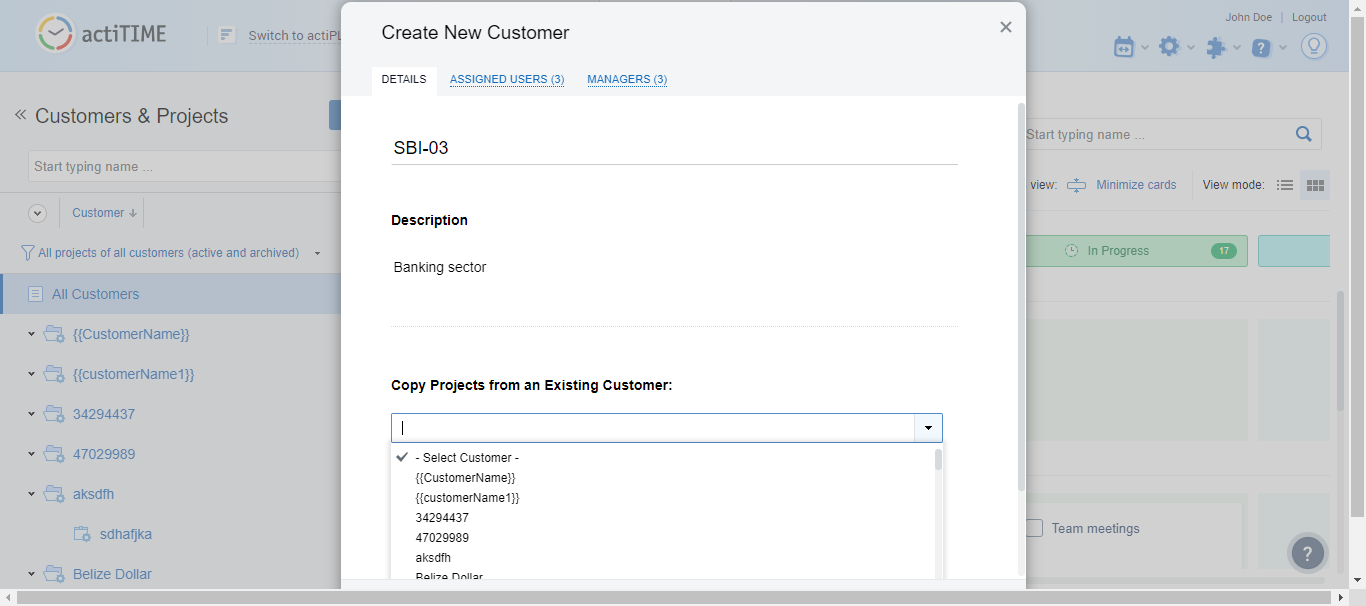 John Doe | Logout
actiTIME
Switch to actiPL
Create New Customer
DETAILS
ASSIGNED USERS (3)
MANAGERS (3)
Customers & Projects
Start typing name ...
Customer
All projects of all customers (active and archived)
All Customers
{{CustomerName}}
{{customerName1}}
34294437
47029989
aksdfh
sdhafjka
Belize Dollar
SBI-03
Description
Banking sector
Copy Projects from an Existing Customer:
- Select Customer -
{{CustomerName}}
{{customerName1}}
34294437
47029989
aksdfh
Belize Dollar
Start typing name ...
view:
Minimize cards
View mode:
In Progress
17
Team meetings
?